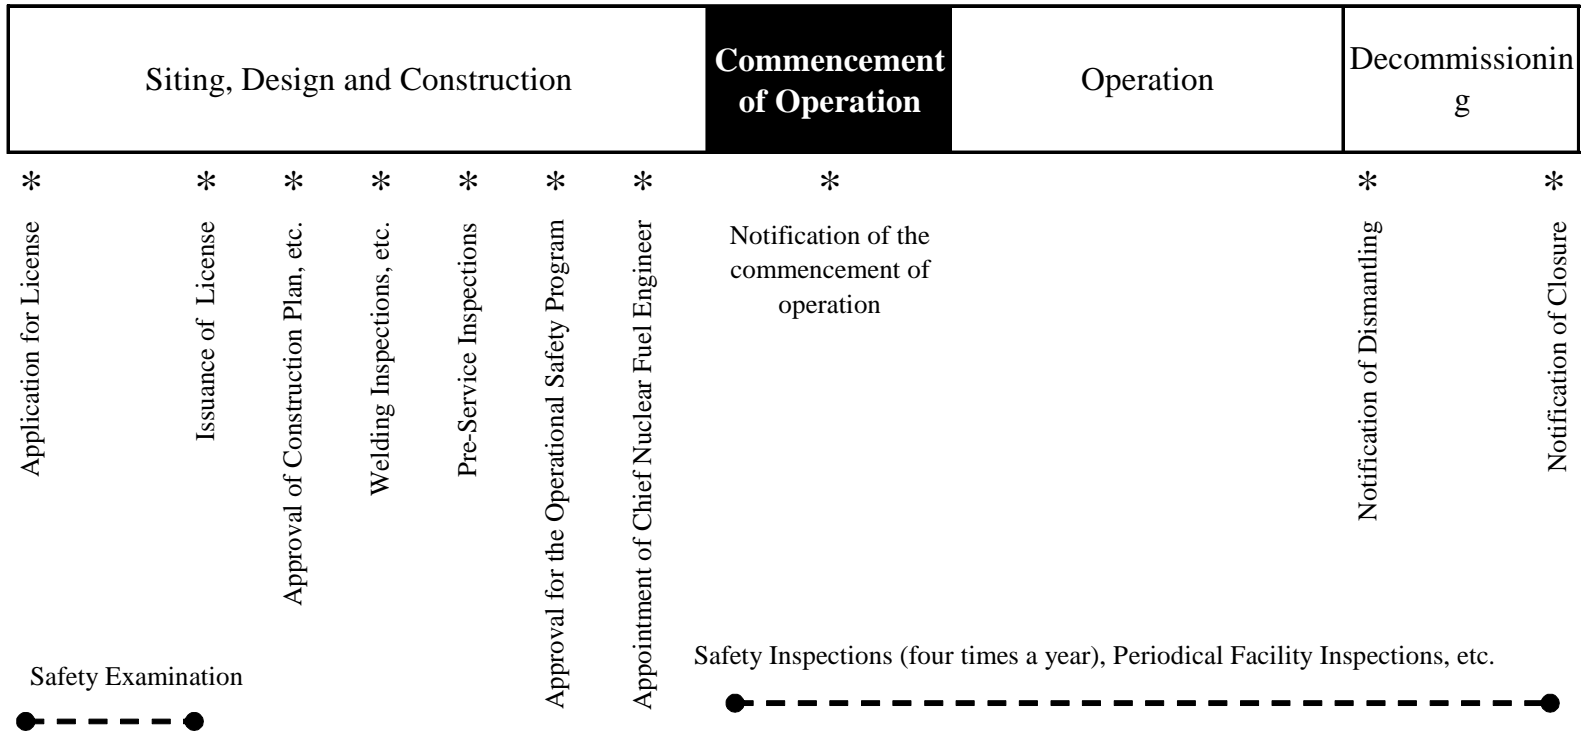 Siting, Design and Construction
Commencement
of Operation
Operation
Decommissionin
g
* * * * * * * * * *
Application for License
Issuance of License
Approval of Construction Plan, etc.
Welding Inspections, etc.
Pre-Service Inspections
Approval for the Operational Safety Program
Appointment of Chief Nuclear Fuel Engineer
Notification of the
commencement of
operation
Notification of Dismantling
Notification of Closure
Safety Examination
Safety Inspections (four times a year), Periodical Facility Inspections, etc.